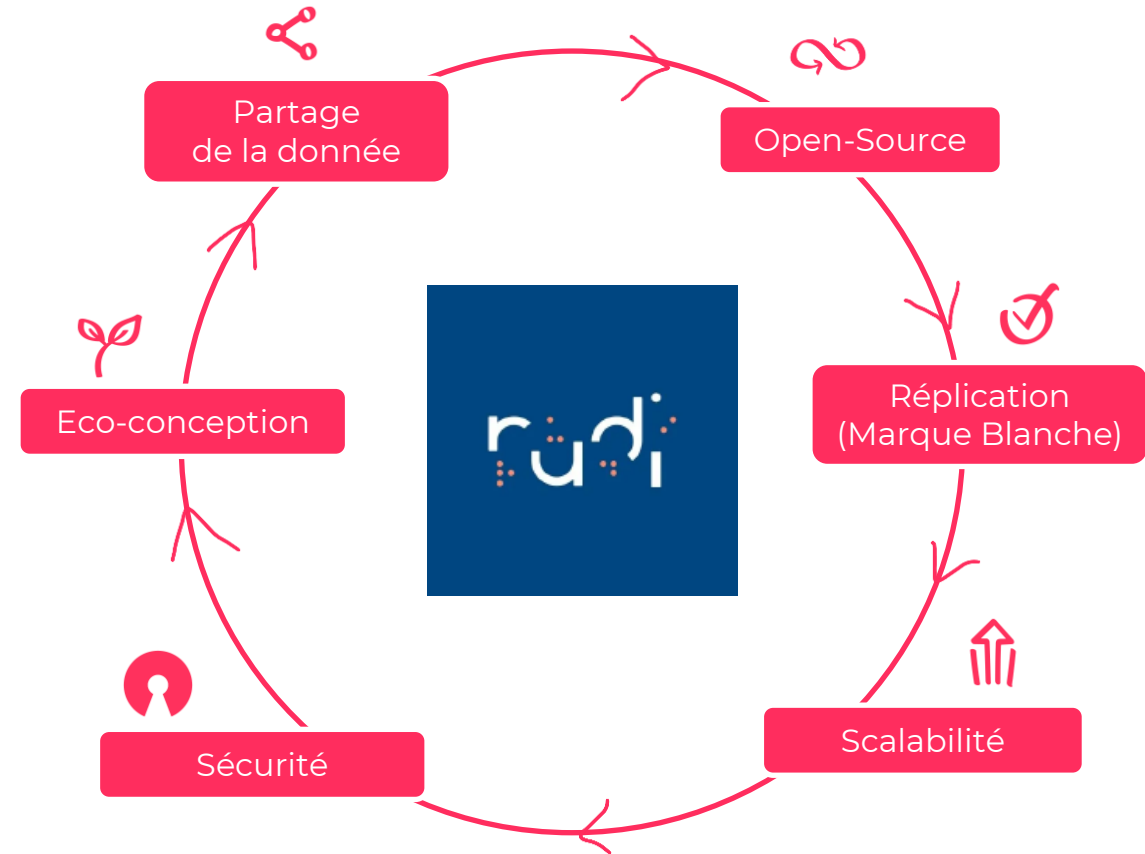 Partage
de la donnée
Open-Source
Réplication
(Marque Blanche)
Scalabilité
Sécurité
Eco-conception
rudi